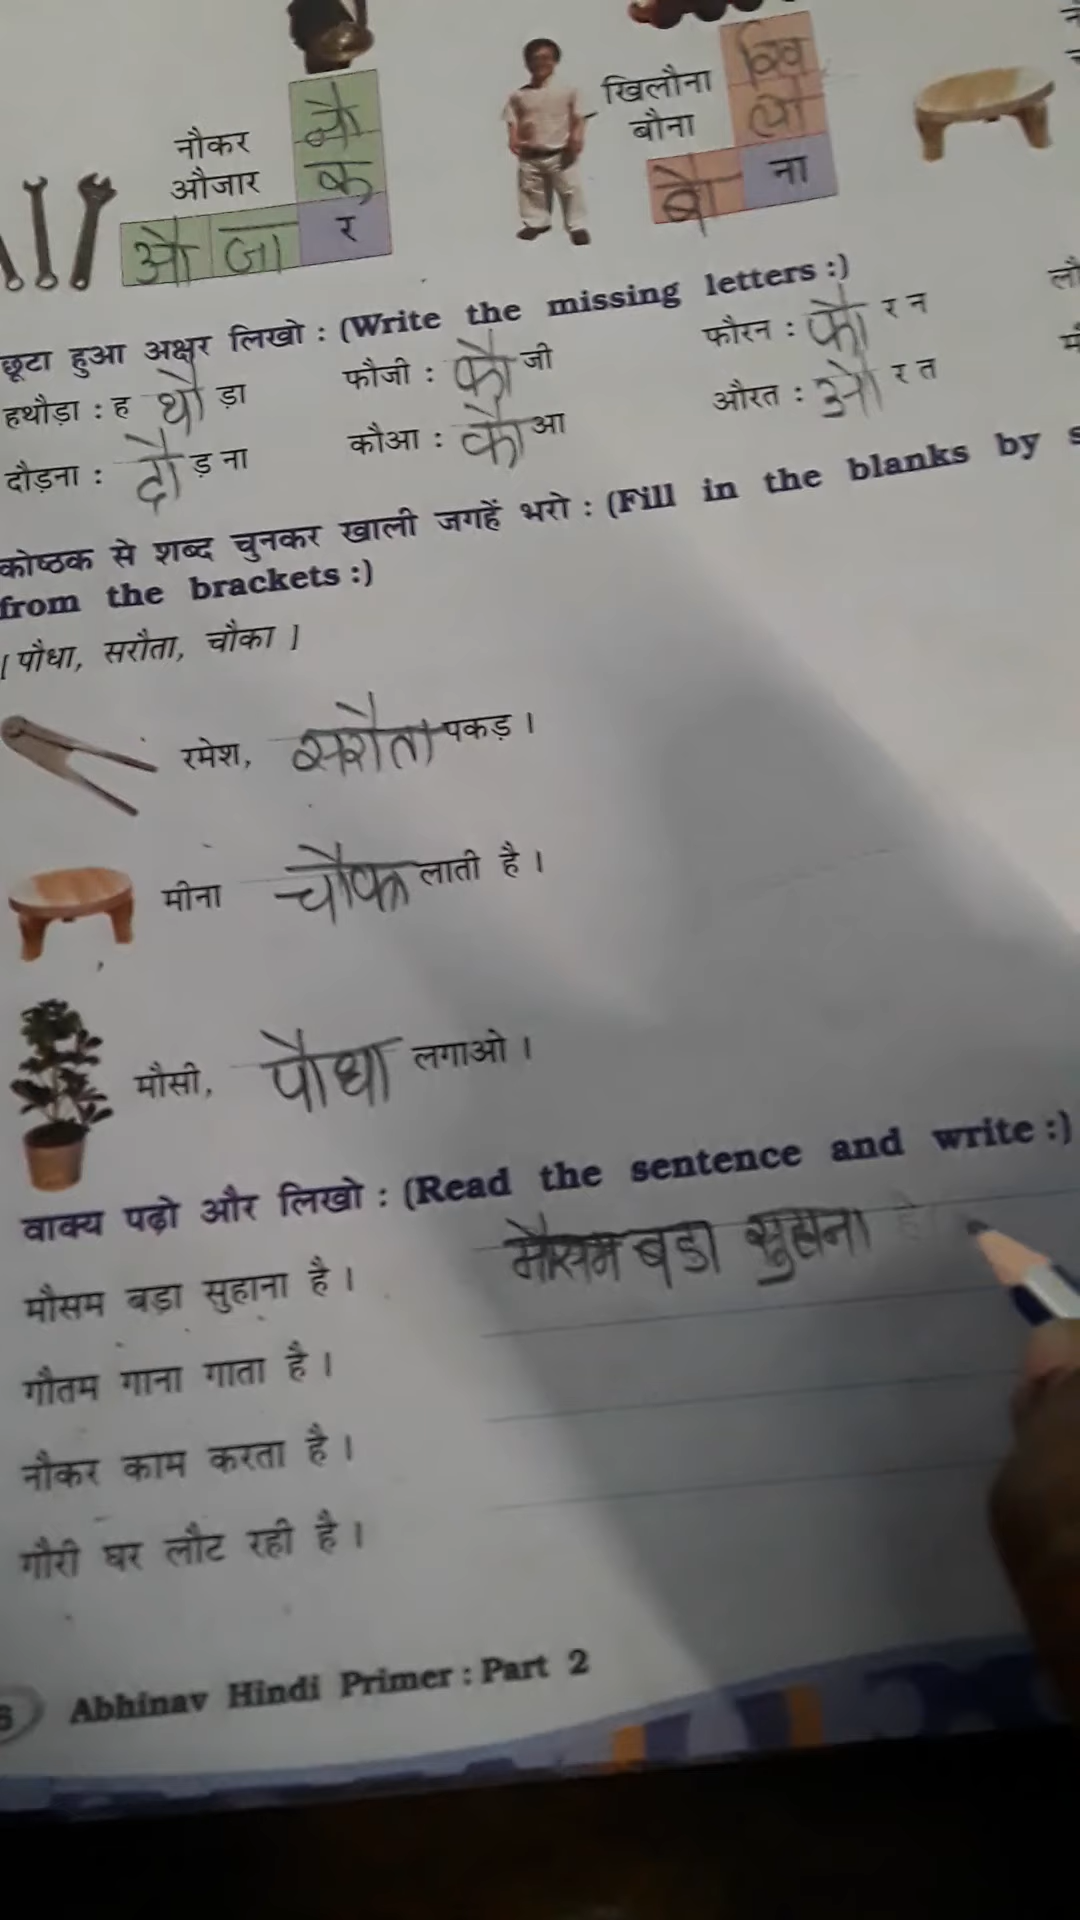 नौकर
औजार
नौ
क
औ जा र
खिलौना
बौना
खि
लौ
बौ ना
छूटा हुआ अक्षर लिखो : (Write the missing letters :)
हथौड़ा : ह थौ ड़ा फौजी : फौ जी फौरन : फौ र न
दौड़ना : दौ ड़ ना कौआ : कौ आ औरत : औ र त
कोष्ठक से शब्द चुनकर खाली जगहें भरो : (Fill in the blanks by
from the brackets :)
[ पौधा, सरौता, चौका ]
रमेश, सरौता पकड़ ।
मीना चौका लाती है ।
मौसी, पौधा लगाओ ।
वाक्य पढ़ो और लिखो : (Read the sentence and write :)
मौसम बड़ा सुहाना है । मौसम बडा सुहाना
गौतम गाना गाता है ।
नौकर काम करता है ।
गौरी घर लौट रही है ।
Abhinav Hindi Primer : Part 2